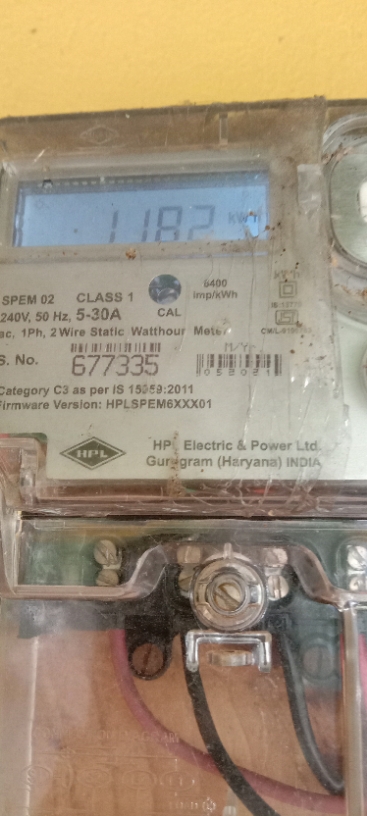 1182 kWh
SPEM 02 CLASS 1
6400
imp/kWh
240V, 50 Hz, 5-30A
CAL
ac, 1Ph, 2 Wire Static Watthour Meter
S. No.
677335
Category C3 as per IS 15959:2011
Firmware Version: HPLSPEM6XXX01
HPL
HPL Electric & Power Ltd.
Gurugram (Haryana) INDIA